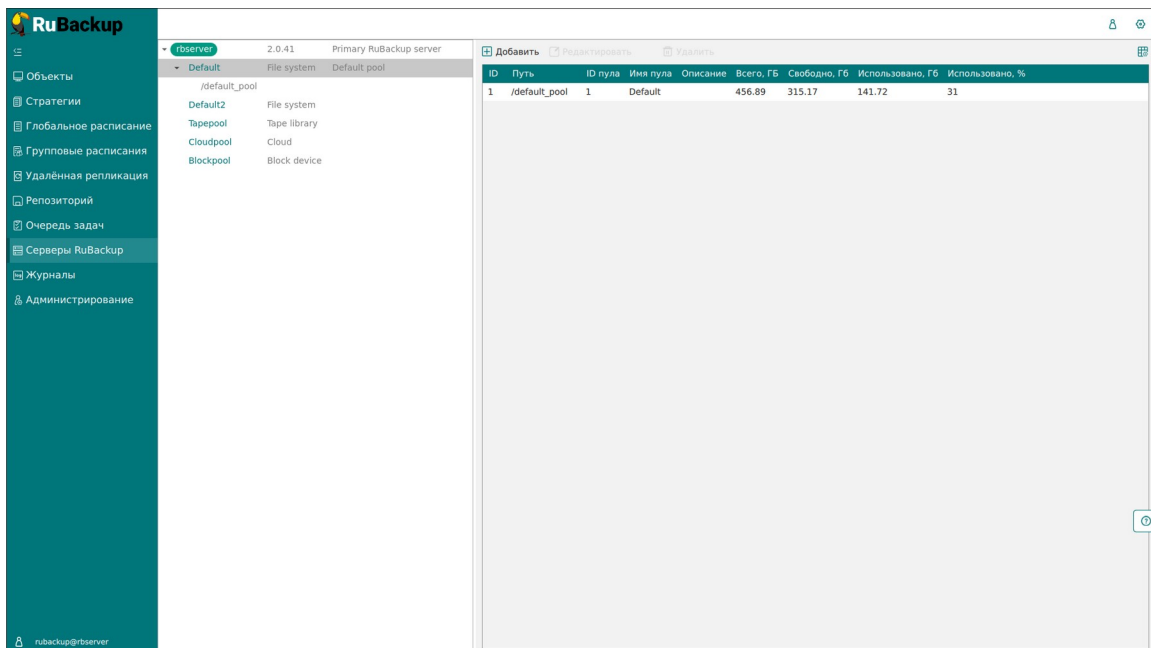 RuBackup
Объекты
Стратегии
Глобальное расписание
Групповые расписания
Удалённая репликация
Репозиторий
Очередь задач
Серверы RuBackup
Журналы
Администрирование
rubackup@rbserver
rbserver 2.0.41 Primary RuBackup server
Default File system Default pool
/default_pool
Default2 File system
Tapepool Tape library
Cloudpool Cloud
Blockpool Block device
Добавить Редактировать Удалить
ID Путь ID пула Имя пула Описание Всего, ГБ Свободно, Гб Использовано, Гб Использовано, %
1 /default_pool 1 Default 456.89 315.17 141.72 31